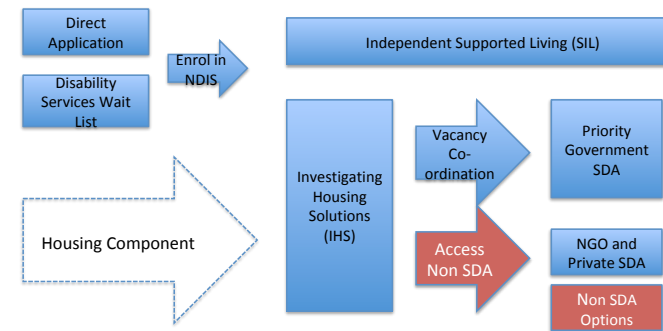 Direct
Application
Enrol in
NDIS
Independent Supported Living (SIL)
Disability
Services Wait
List
Vacancy
Co-
ordination
Priority
Government
SDA
Investigating
Housing
Solutions
(IHS)
Housing Component
Access
Non SDA
NGO and
Private SDA
Non SDA
Options